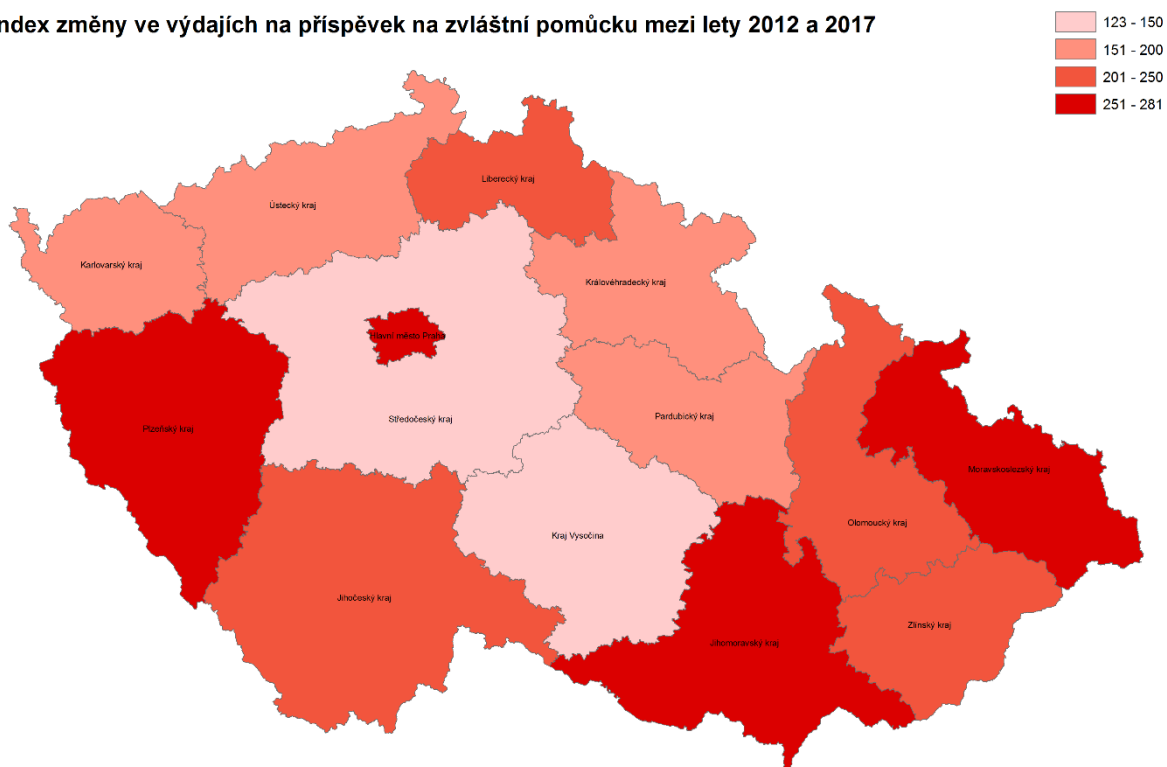 ndex změny ve výdajích na příspěvek na zvláštní pomůcku mezi lety 2012 a 2017
123 - 150
151 - 200
201 - 250
251 - 281
Liberecký kraj
Ústecký kraj
Karlovarský kraj
Královéhradecký kraj
Hlavní město Praha
Středočeský kraj
Pardubický kraj
Plzeňský kraj
Moravskoslezský kraj
Olomoucký kraj
Kraj Vysočina
Jihočeský kraj
Zlínský kraj
Jihomoravský kraj